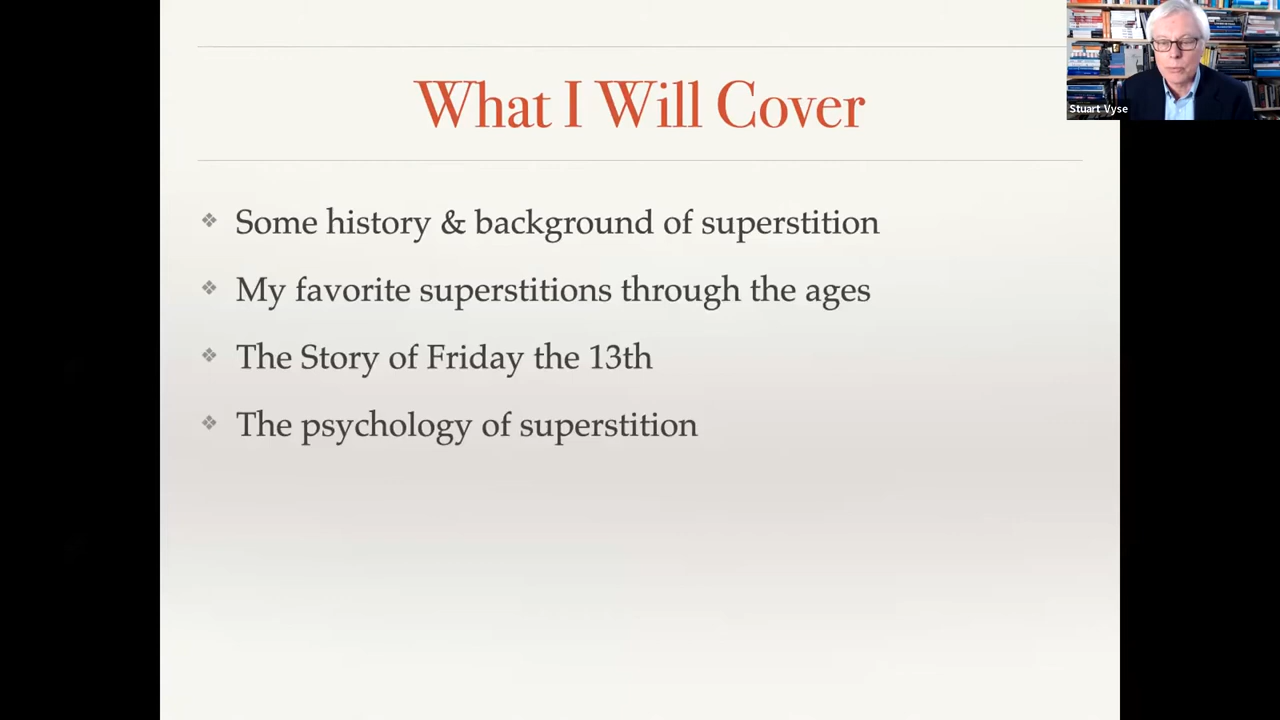 What I Will Cover
Stuart Vyse
Some history & background of superstition
My favorite superstitions through the ages
The Story of Friday the 13th
The psychology of superstition